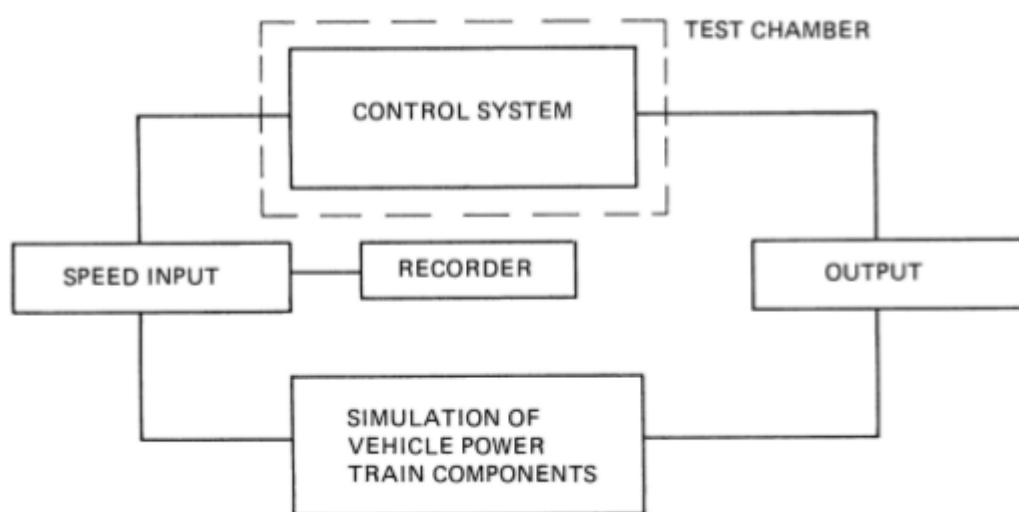 TEST CHAMBER
CONTROL SYSTEM
SPEED INPUT
RECORDER
OUTPUT
SIMULATION OF
VEHICLE POWER
TRAIN COMPONENTS